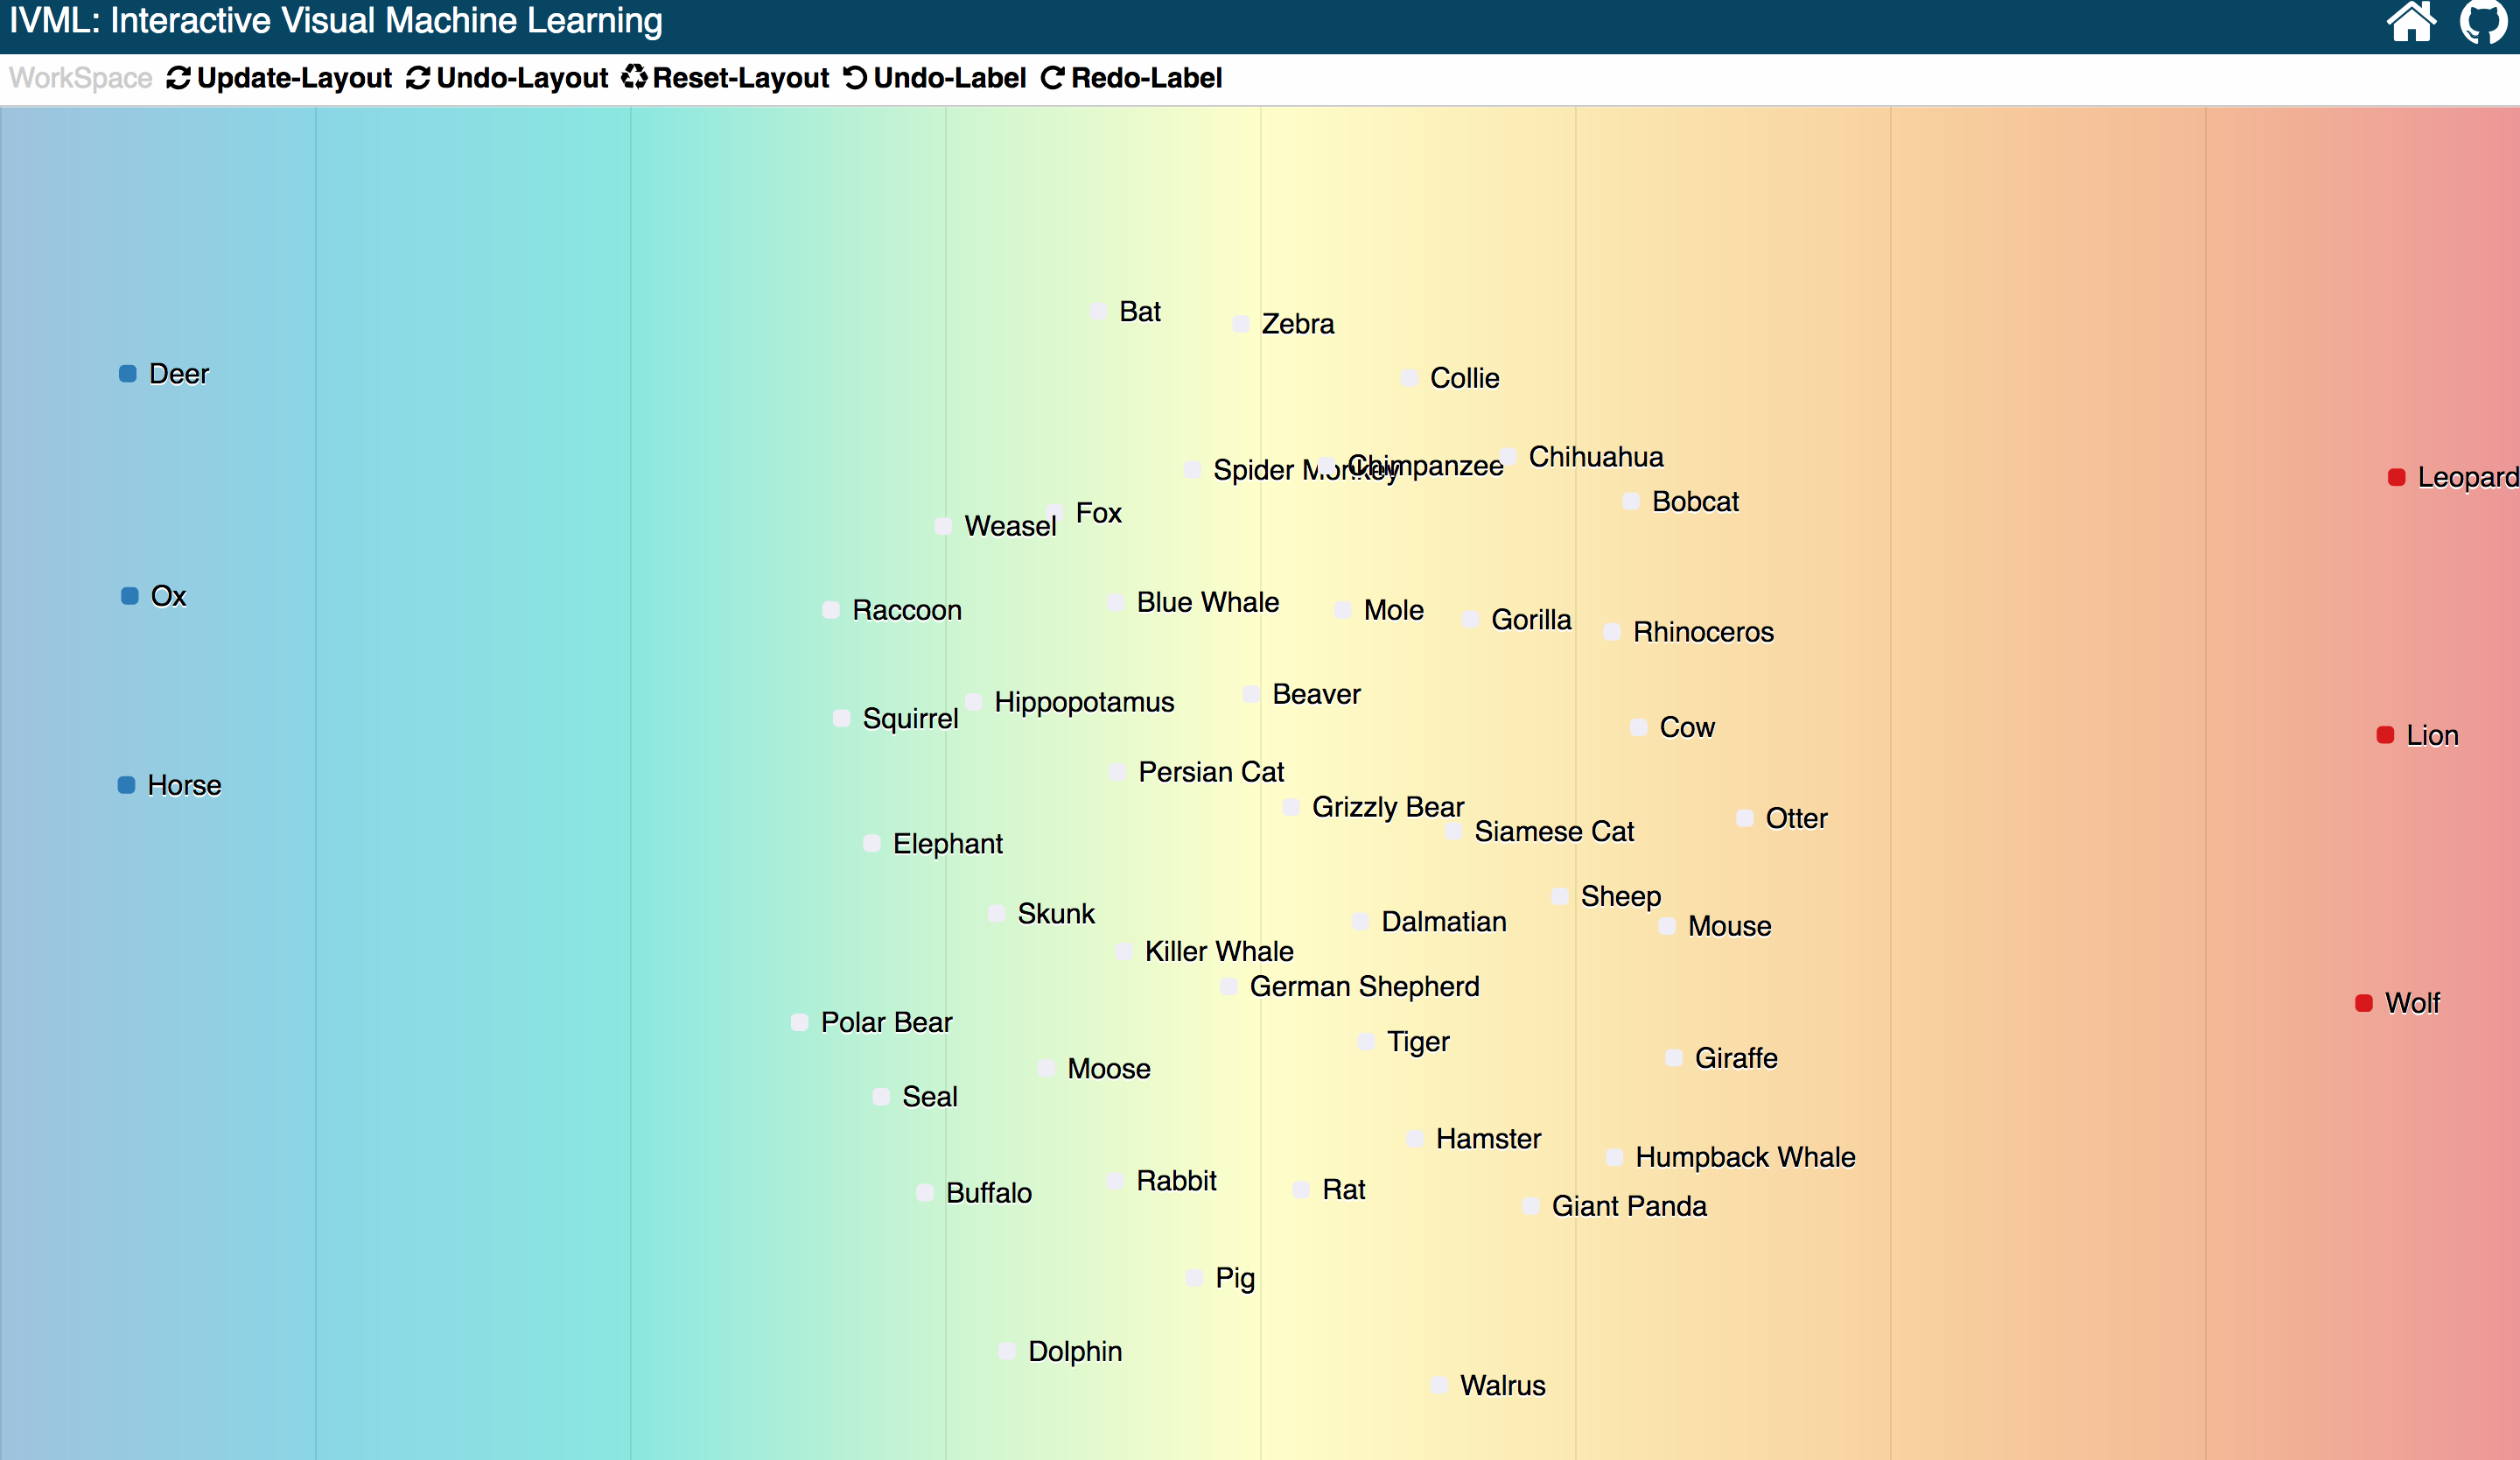 IVML: Interactive Visual Machine Learning
WorkSpace Update-Layout Undo-Layout Reset-Layout Undo-Label Redo-Label
Bat
Zebra
Deer
Collie
Chihuahua
Spider Monkey
Chimpanzee
Leopard
Bobcat
Fox
Weasel
Ox
Blue Whale
Raccoon
Mole
Gorilla
Rhinoceros
Beaver
Hippopotamus
Squirrel
Cow
Lion
Persian Cat
Horse
Grizzly Bear
Otter
Siamese Cat
Elephant
Sheep
Skunk
Dalmatian
Mouse
Killer Whale
German Shepherd
Wolf
Polar Bear
Tiger
Giraffe
Moose
Seal
Hamster
Humpback Whale
Rabbit
Rat
Buffalo
Giant Panda
Pig
Dolphin
Walrus